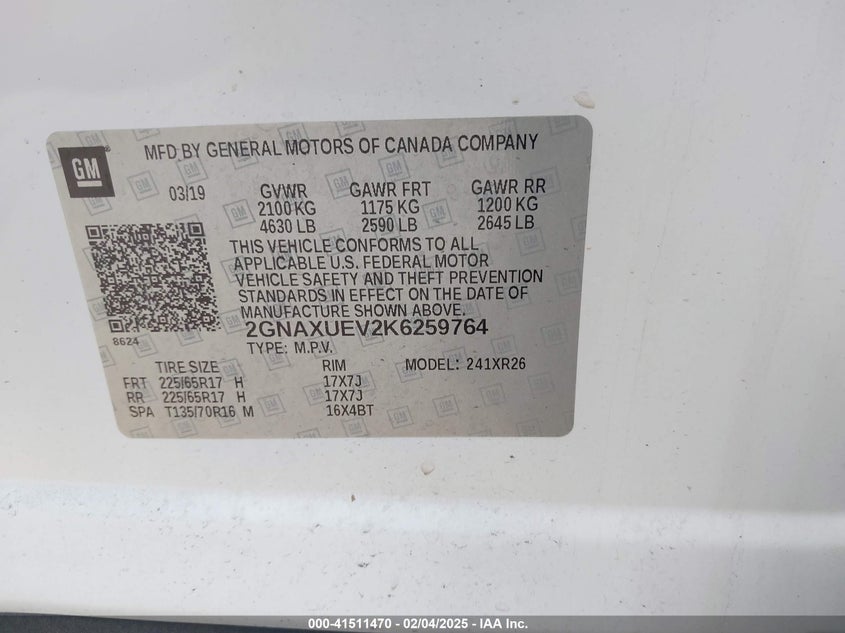 GM
MFD BY GENERAL MOTORS OF CANADA COMPANY
03/19 GVWR GAWR FRT GAWR RR
2100 KG 1175 KG 1200 KG
4630 LB 2590 LB 2645 LB
THIS VEHICLE CONFORMS TO ALL
APPLICABLE U.S. FEDERAL MOTOR
VEHICLE SAFETY AND THEFT PREVENTION
STANDARDS IN EFFECT ON THE DATE OF
MANUFACTURE SHOWN ABOVE.
8624
2GNAXUEV2K6259764
TYPE: M.P.V.
TIRE SIZE RIM MODEL: 241XR26
FRT 225/65R17 H 17X7J
RR 225/65R17 H 17X7J
SPA T135/70R16 M 16X4BT
000-41511470 - 02/04/2025 - IAA Inc.